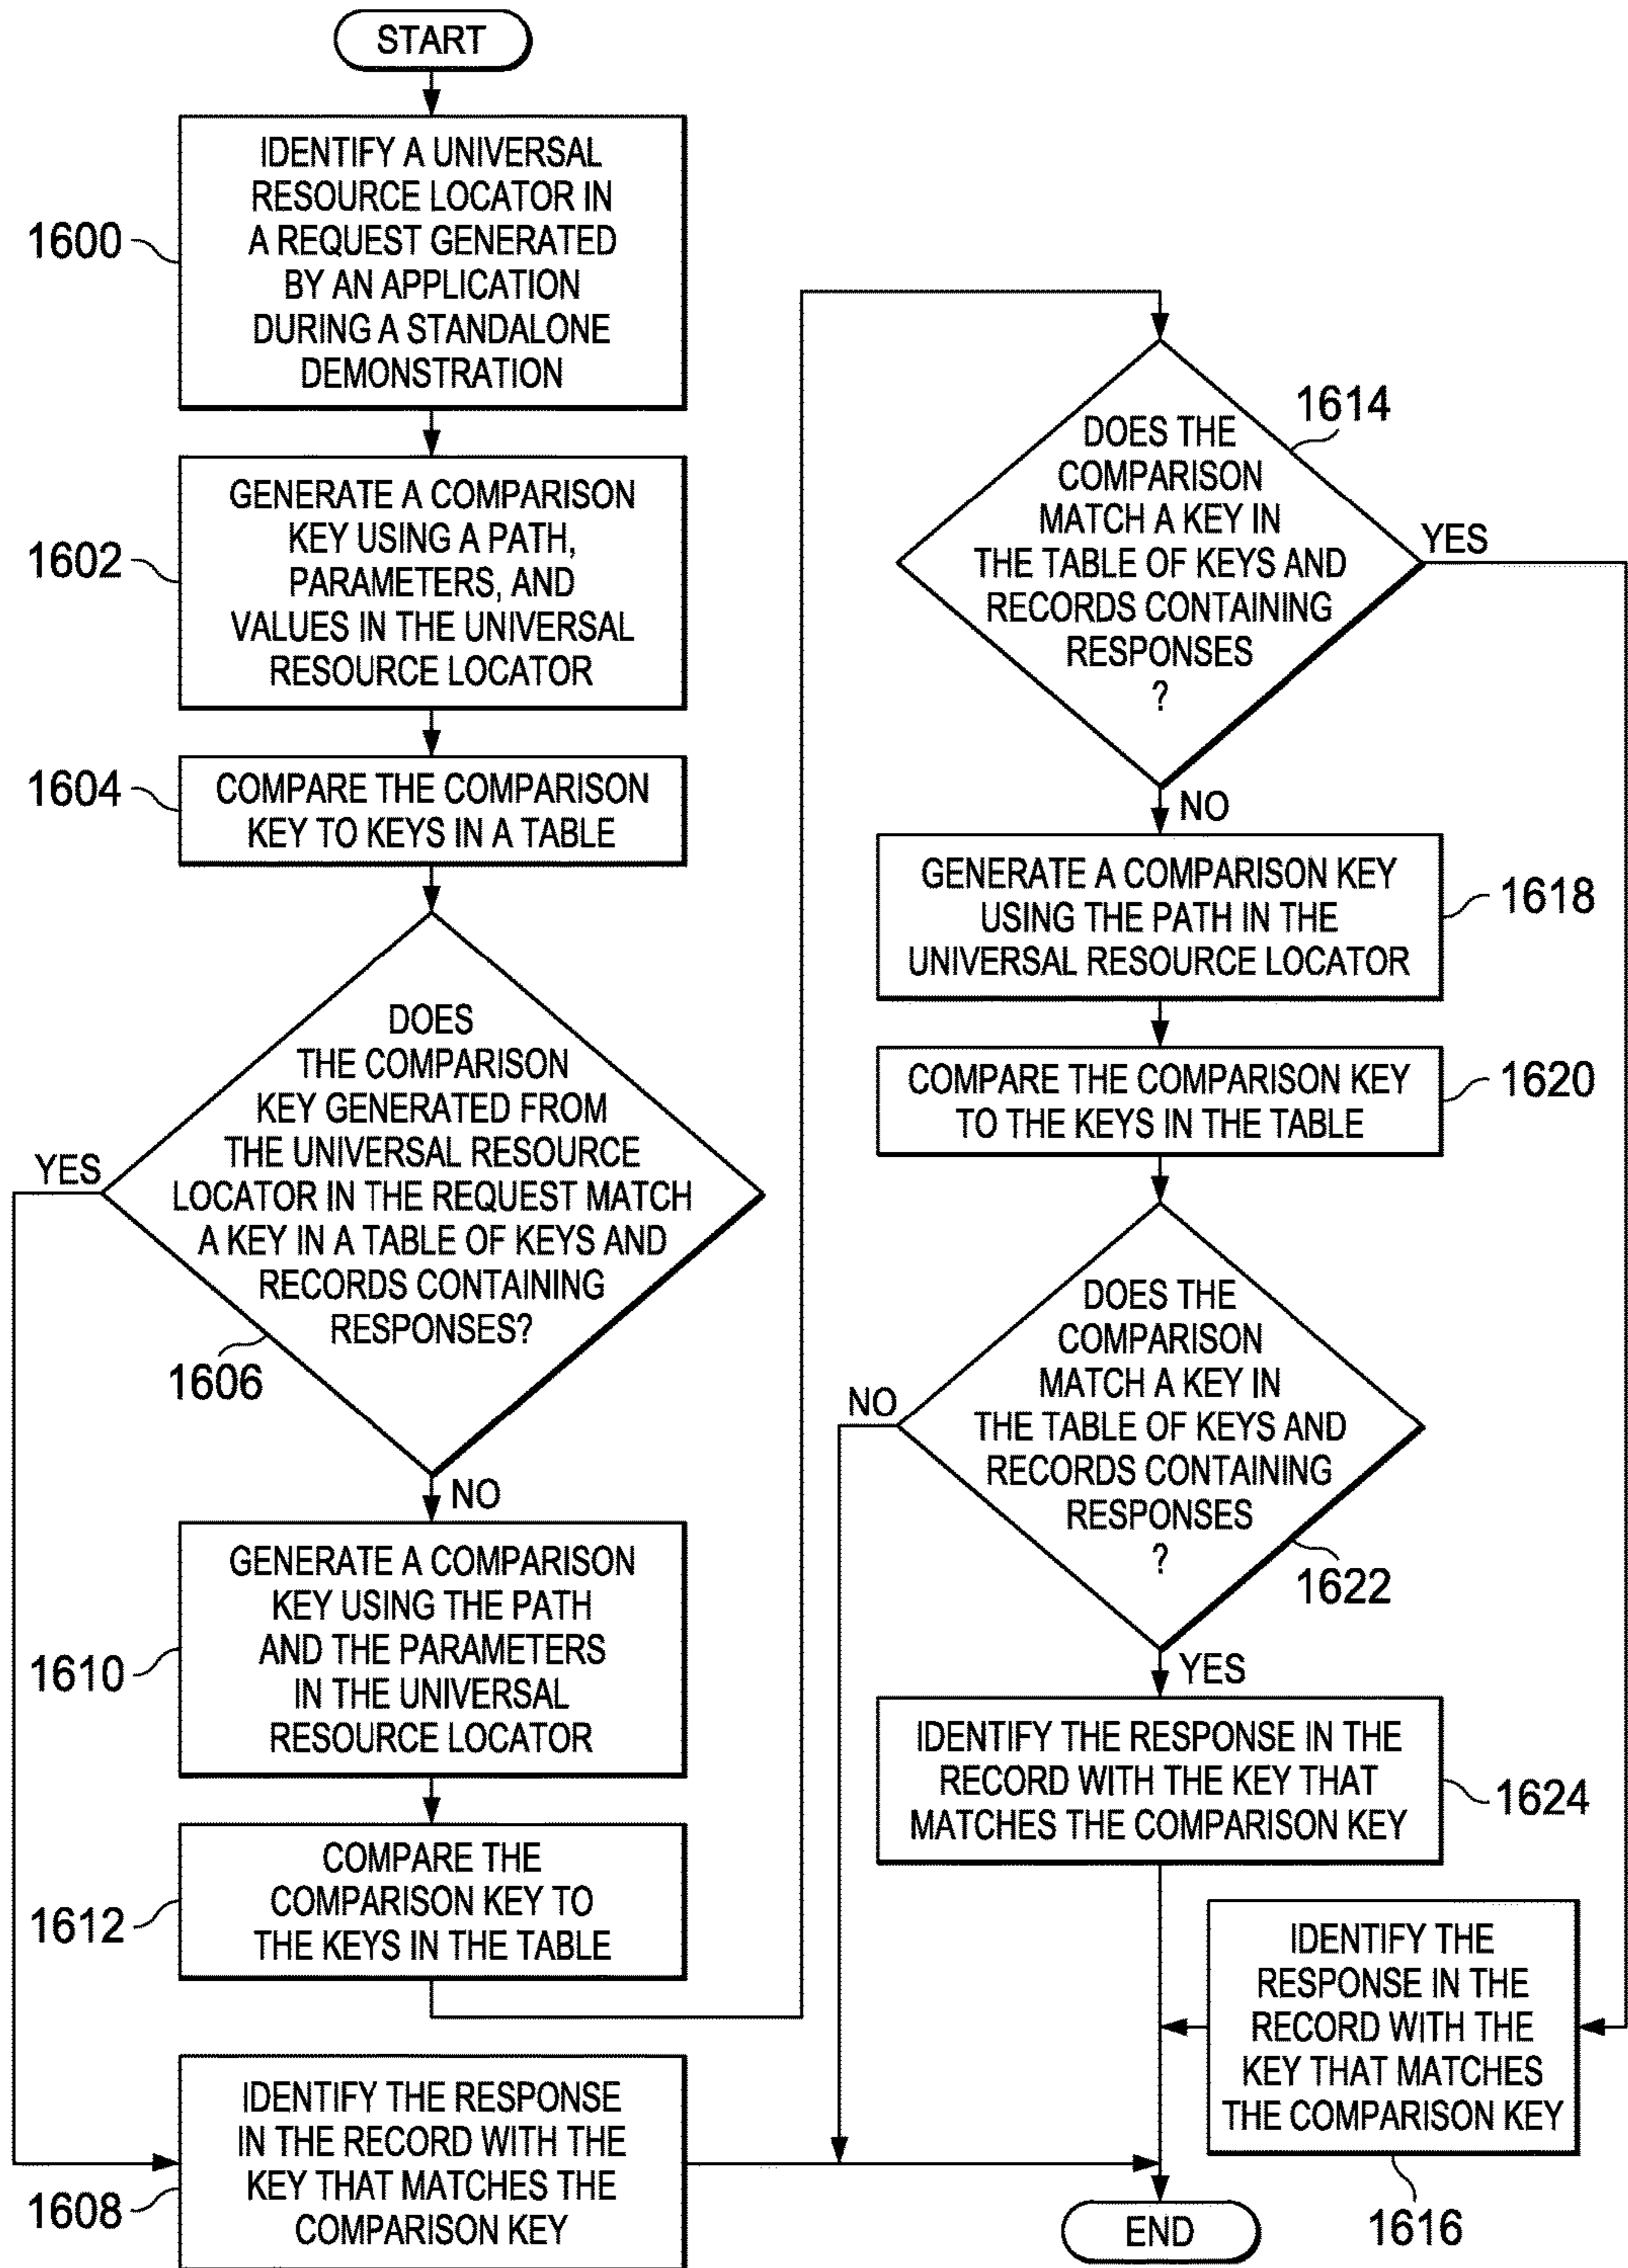 START
IDENTIFY A UNIVERSAL
RESOURCE LOCATOR IN
A REQUEST GENERATED
BY AN APPLICATION
DURING A STANDALONE
DEMONSTRATION
1600
GENERATE A COMPARISON
KEY USING A PATH,
PARAMETERS, AND
VALUES IN THE UNIVERSAL
RESOURCE LOCATOR
1602
COMPARE THE COMPARISON
KEY TO KEYS IN A TABLE
1604
DOES
THE COMPARISON
KEY GENERATED FROM
THE UNIVERSAL RESOURCE
LOCATOR IN THE REQUEST MATCH
A KEY IN A TABLE OF KEYS AND
RECORDS CONTAINING
RESPONSES?
YES
1606
NO
GENERATE A COMPARISON
KEY USING THE PATH
AND THE PARAMETERS
IN THE UNIVERSAL
RESOURCE LOCATOR
1610
COMPARE THE
COMPARISON KEY TO
THE KEYS IN THE TABLE
1612
IDENTIFY THE RESPONSE
IN THE RECORD WITH THE
KEY THAT MATCHES THE
COMPARISON KEY
1608
DOES THE
COMPARISON
MATCH A KEY IN
THE TABLE OF KEYS AND
RECORDS CONTAINING
RESPONSES
?
1614
YES
NO
GENERATE A COMPARISON KEY
USING THE PATH IN THE
UNIVERSAL RESOURCE LOCATOR
1618
COMPARE THE COMPARISON KEY
TO THE KEYS IN THE TABLE
1620
DOES THE
COMPARISON
MATCH A KEY IN
THE TABLE OF KEYS AND
RECORDS CONTAINING
RESPONSES
?
NO
1622
YES
IDENTIFY THE RESPONSE IN THE
RECORD WITH THE KEY THAT
MATCHES THE COMPARISON KEY
1624
IDENTIFY THE
RESPONSE IN THE
RECORD WITH THE
KEY THAT MATCHES
THE COMPARISON KEY
1616
END